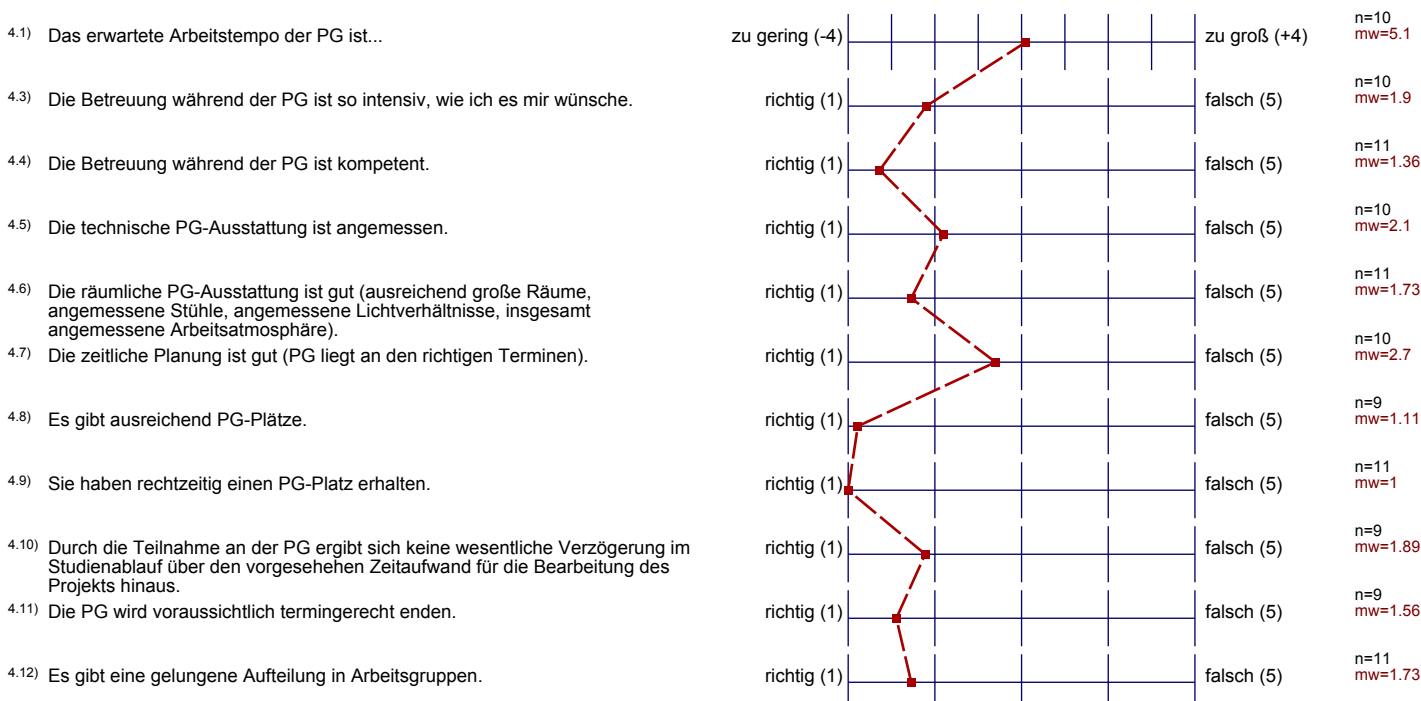 4.1) Das erwartete Arbeitstempo der PG ist... zu gering (-4) zu groß (+4) n=10
mw=5.1
4.3) Die Betreuung während der PG ist so intensiv, wie ich es mir wünsche. richtig (1) falsch (5) n=10
mw=1.9
4.4) Die Betreuung während der PG ist kompetent. richtig (1) falsch (5) n=11
mw=1.36
4.5) Die technische PG-Ausstattung ist angemessen. richtig (1) falsch (5) n=10
mw=2.1
4.6) Die räumliche PG-Ausstattung ist gut (ausreichend große Räume, richtig (1) falsch (5) n=11
angemessene Stühle, angemessene Lichtverhältnisse, insgesamt mw=1.73
angemessene Arbeitsatmosphäre).
4.7) Die zeitliche Planung ist gut (PG liegt an den richtigen Terminen). richtig (1) falsch (5) n=10
mw=2.7
4.8) Es gibt ausreichend PG-Plätze. richtig (1) falsch (5) n=9
mw=1.11
4.9) Sie haben rechtzeitig einen PG-Platz erhalten. richtig (1) falsch (5) n=11
mw=1
4.10) Durch die Teilnahme an der PG ergibt sich keine wesentliche Verzögerung im richtig (1) falsch (5) n=9
Studienablauf über den vorgesehehen Zeitaufwand für die Bearbeitung des mw=1.89
Projekts hinaus.
4.11) Die PG wird voraussichtlich termingerecht enden. richtig (1) falsch (5) n=9
mw=1.56
4.12) Es gibt eine gelungene Aufteilung in Arbeitsgruppen. richtig (1) falsch (5) n=11
mw=1.73